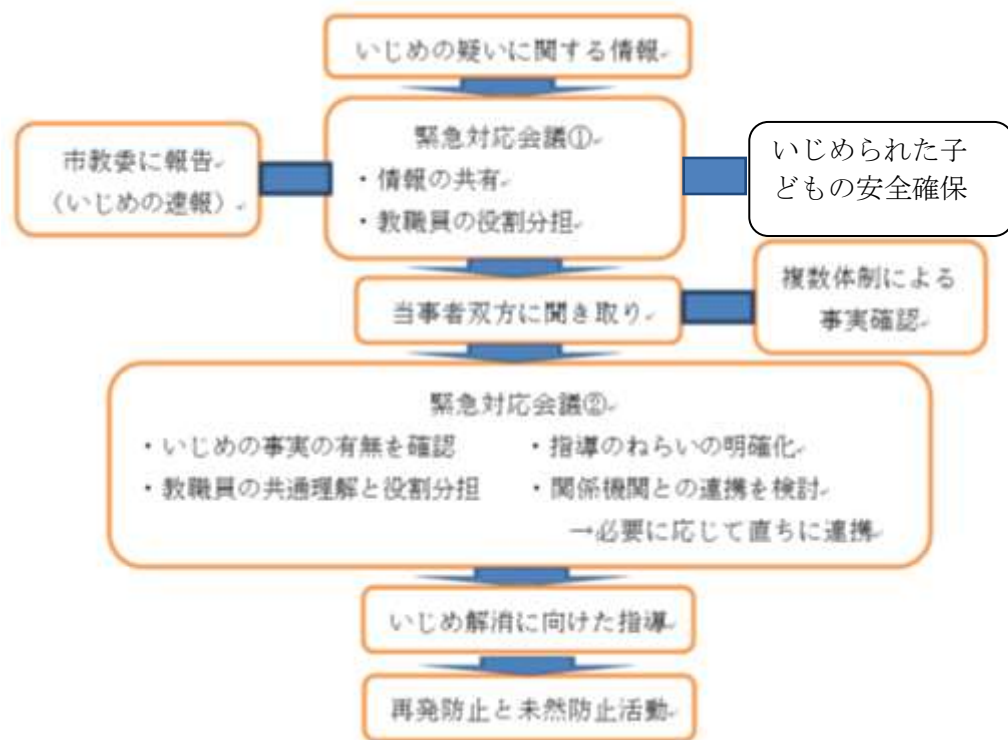 いじめの疑いに関する情報
緊急対応会議①
・情報の共有
・教職員の役割分担
市教委に報告
（いじめの速報）
いじめられた子
どもの安全確保
当事者双方に聞き取り
複数体制による
事実確認
緊急対応会議②
・いじめの事実の有無を確認
・指導のねらいの明確化
・教職員の共通理解と役割分担
・関係機関との連携を検討
→必要に応じて直ちに連携
いじめ解消に向けた指導
再発防止と未然防止活動